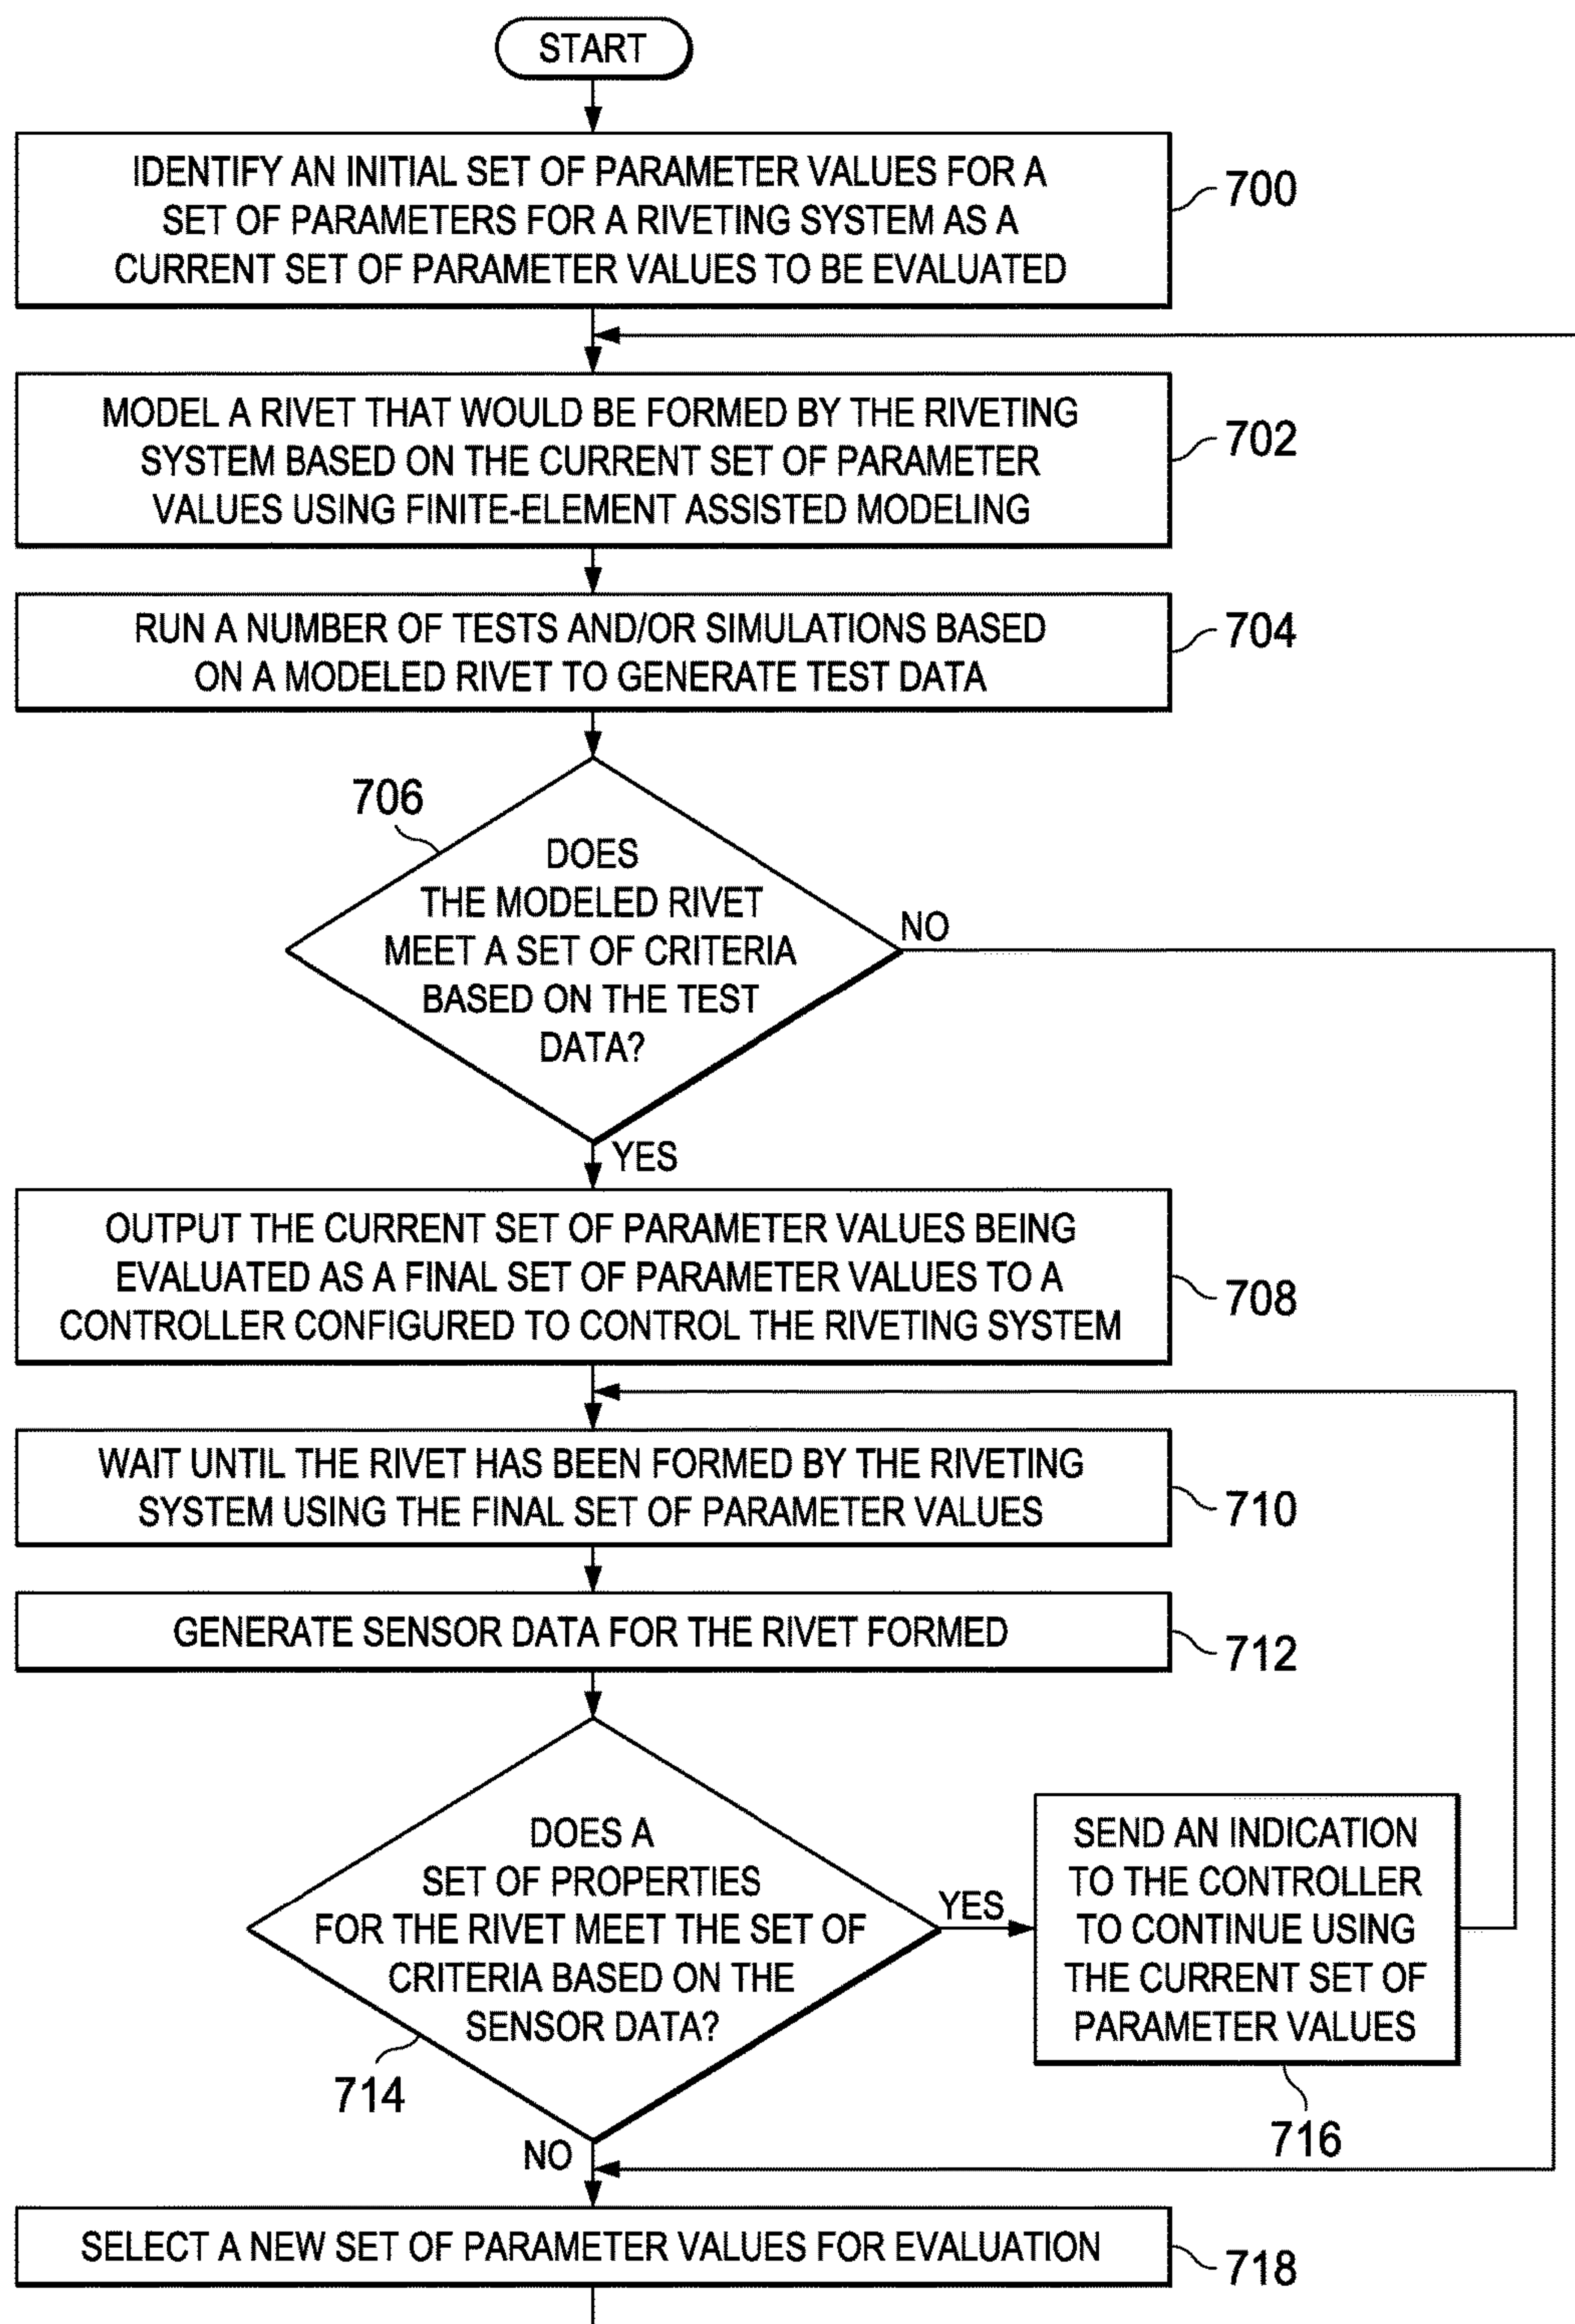 START
IDENTIFY AN INITIAL SET OF PARAMETER VALUES FOR A
SET OF PARAMETERS FOR A RIVETING SYSTEM AS A
CURRENT SET OF PARAMETER VALUES TO BE EVALUATED
700
MODEL A RIVET THAT WOULD BE FORMED BY THE RIVETING
SYSTEM BASED ON THE CURRENT SET OF PARAMETER
VALUES USING FINITE-ELEMENT ASSISTED MODELING
702
RUN A NUMBER OF TESTS AND/OR SIMULATIONS BASED
ON A MODELED RIVET TO GENERATE TEST DATA
704
706
DOES
THE MODELED RIVET
MEET A SET OF CRITERIA
BASED ON THE TEST
DATA?
NO
YES
OUTPUT THE CURRENT SET OF PARAMETER VALUES BEING
EVALUATED AS A FINAL SET OF PARAMETER VALUES TO A
CONTROLLER CONFIGURED TO CONTROL THE RIVETING SYSTEM
708
WAIT UNTIL THE RIVET HAS BEEN FORMED BY THE RIVETING
SYSTEM USING THE FINAL SET OF PARAMETER VALUES
710
GENERATE SENSOR DATA FOR THE RIVET FORMED
712
DOES A
SET OF PROPERTIES
FOR THE RIVET MEET THE SET OF
CRITERIA BASED ON THE
SENSOR DATA?
714
YES
SEND AN INDICATION
TO THE CONTROLLER
TO CONTINUE USING
THE CURRENT SET OF
PARAMETER VALUES
716
NO
SELECT A NEW SET OF PARAMETER VALUES FOR EVALUATION
718